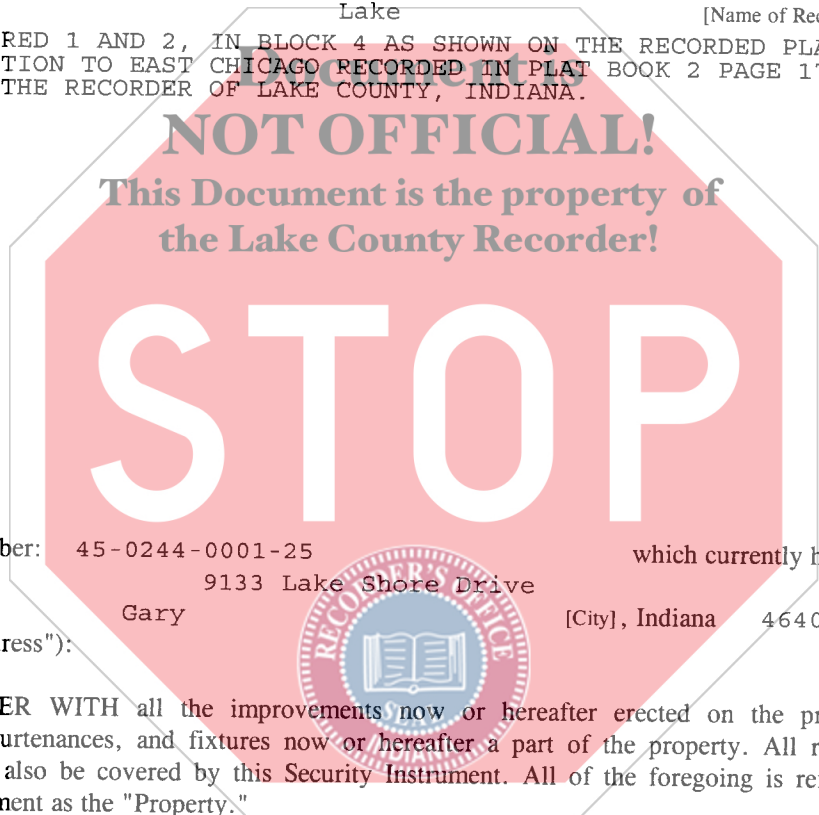 Lake [Name of Rec
RED 1 AND 2, IN BLOCK 4 AS SHOWN ON THE RECORDED PLA
TION TO EAST CHICAGO RECORDED IN PLAT BOOK 2 PAGE 17
THE RECORDER OF LAKE COUNTY, INDIANA.
Document is
NOT OFFICIAL!
This Document is the property of
the Lake County Recorder!
STOP
ber: 45-0244-0001-25 which currently h
9133 Lake Shore Drive
Gary [City], Indiana 4640
ress"):
RECORDER'S OFFICE
SEAL
INDIANA
ER WITH all the improvements now or hereafter erected on the pr
urtenances, and fixtures now or hereafter a part of the property. All r
also be covered by this Security Instrument. All of the foregoing is re
ment as the "Property."